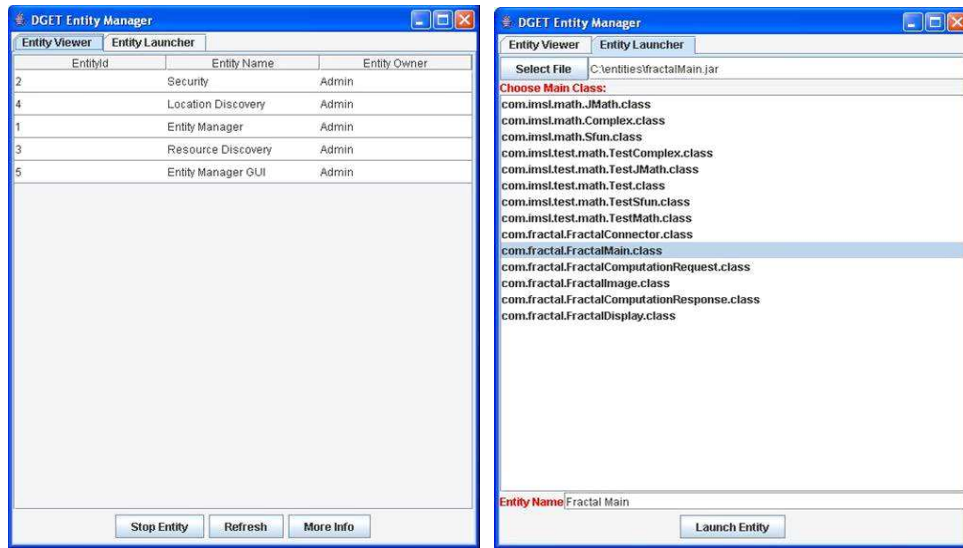 DGET Entity Manager
Entity Viewer Entity Launcher
EntityId Entity Name Entity Owner
2 Security Admin
4 Location Discovery Admin
1 Entity Manager Admin
3 Resource Discovery Admin
5 Entity Manager GUI Admin
Stop Entity Refresh More Info
DGET Entity Manager
Entity Viewer Entity Launcher
Select File C:\entities\fractalMain.jar
Choose Main Class:
com.imsl.math.JMath.class
com.imsl.math.Complex.class
com.imsl.math.Sfun.class
com.imsl.test.math.TestComplex.class
com.imsl.test.math.TestJMath.class
com.imsl.test.math.Test.class
com.imsl.test.math.TestSfun.class
com.imsl.test.math.TestMath.class
com.fractal.FractalConnector.class
com.fractal.FractalMain.class
com.fractal.FractalComputationRequest.class
com.fractal.FractalImage.class
com.fractal.FractalComputationResponse.class
com.fractal.FractalDisplay.class
Entity Name Fractal Main
Launch Entity